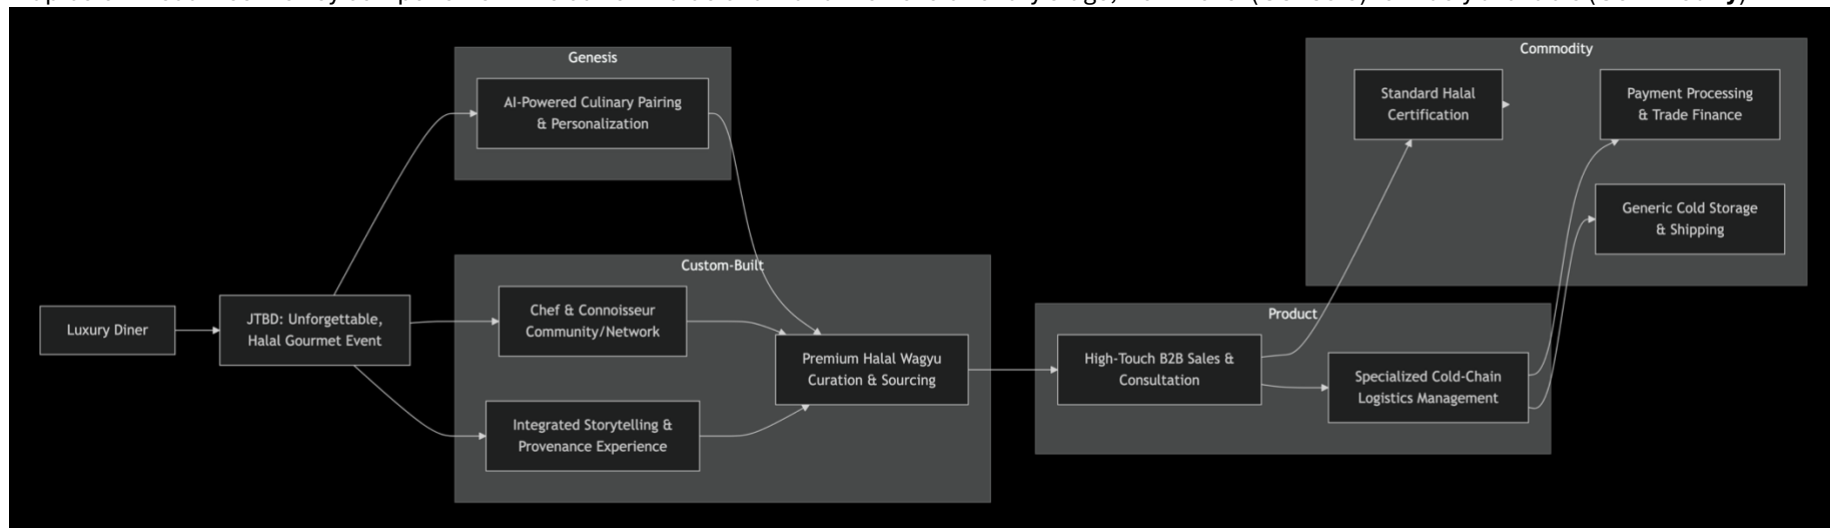 Genesis
AI-Powered Culinary Pairing
& Personalization
Commodity
Standard Halal
Certification
Payment Processing
& Trade Finance
Generic Cold Storage
& Shipping
Luxury Diner
JTBD: Unforgettable,
Halal Gourmet Event
Custom-Built
Chef & Connoisseur
Community/Network
Integrated Storytelling &
Provenance Experience
Premium Halal Wagyu
Curation & Sourcing
Product
High-Touch B2B Sales &
Consultation
Specialized Cold-Chain
Logistics Management